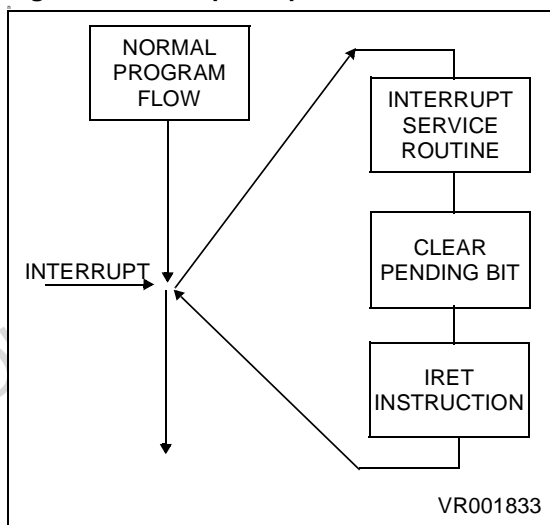 NORMAL
PROGRAM
FLOW
INTERRUPT
SERVICE
ROUTINE
INTERRUPT
CLEAR
PENDING BIT
IRET
INSTRUCTION
VR001833